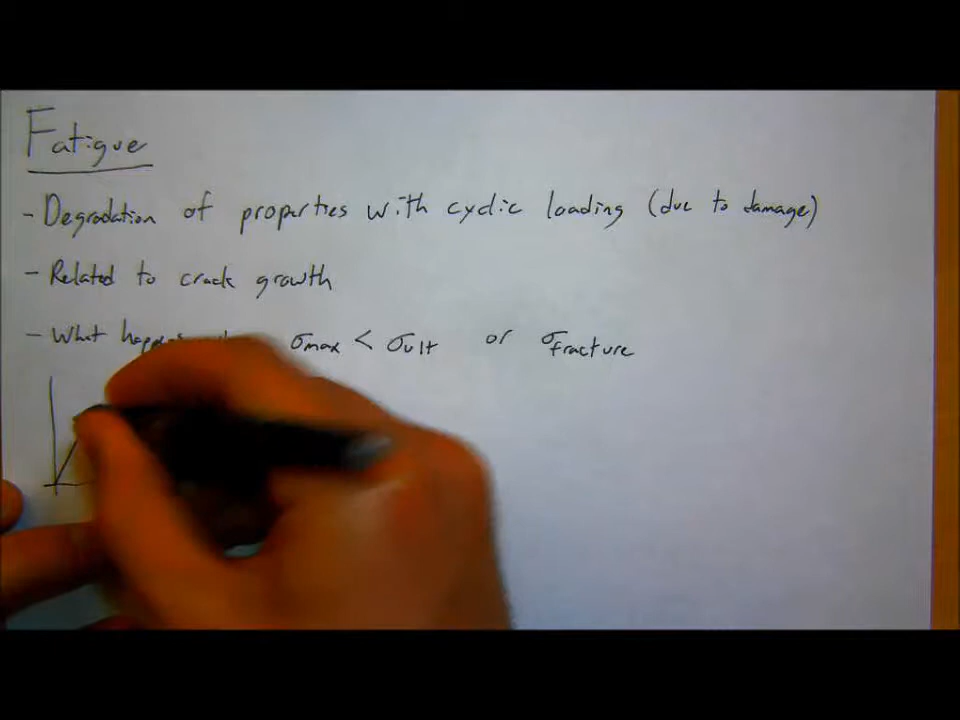 Fatigue
- Degradation of properties with cyclic loading (due to damage)
- Related to crack growth
- What σmax < σult or σfracture